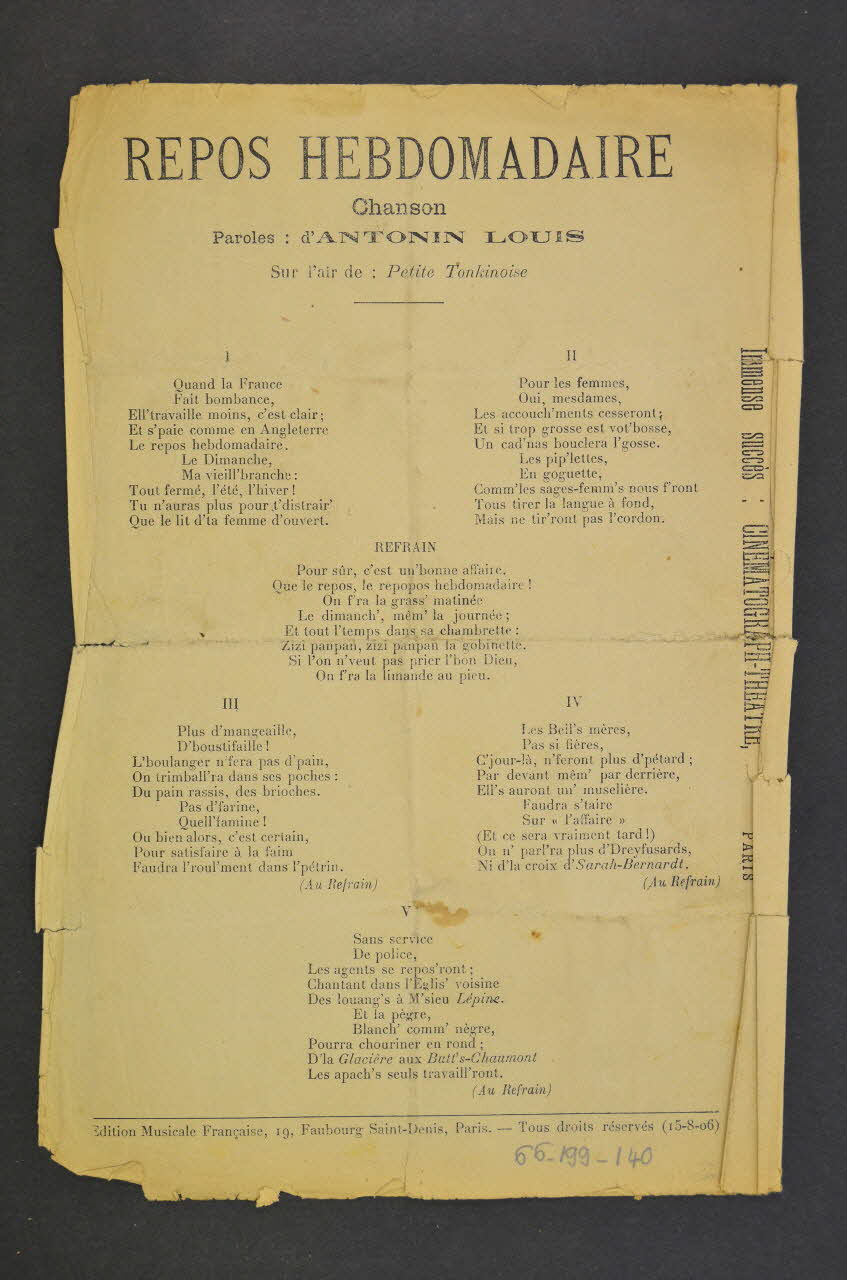 REPOS HEBDOMADAIRE
Chanson
Paroles : d'ANTONIN LOUIS
Sur l'air de : Petite Tonkinoise
I
Quand la France
Fait bombance,
Ell'travaille moins, c'est clair ;
Et s'paie comme en Angleterre
Le repos hebdomadaire.
Le Dimanche,
Ma vieill'branche :
Tout fermé, l'été, l'hiver !
Tu n'auras plus pour t'distrair'
Que le lit d'ta femme d'ouvert.
II
Pour les femmes,
Oui, mesdames,
Les accouch'ments cesseront ;
Et si trop grosse est vot'bosse,
Un cad'nas bouclera l'gosse.
Les pip'lettes,
En goguette,
Comm'les sages-femm's nous f'ront
Tous tirer la langue à fond,
Mais ne tir'ront pas l'cordon.
REFRAIN
Pour sûr, c'est un'bonne affaire.
Que le repos, le repopos hebdomadaire !
On f'ra la grass' matinée
Le dimanch', mêm' la journée ;
Et tout l'temps dans sa chambrette :
Zizi panpan, zizi panpan la gobinette.
Si l'on n'veut pas prier l'bon Dieu,
On f'ra la limande au pieu.
III
Plus d'mangeaille,
D'boustifaille !
L'boulanger n'fera pas d'pain,
On trimball'ra dans ses poches :
Du pain rassis, des brioches.
Pas d'farine,
Quell'famine !
Ou bien alors, c'est certain,
Pour satisfaire à la faim
Faudra l'roul'ment dans l'pétrin.
(Au Refrain)
IV
Les Bell's mères,
Pas si fières,
C'jour-là, n'feront plus d'pétard ;
Par devant mêm' par derrière,
Ell's auront un' muselière.
Faudra s'taire
Sur « l'affaire »
(Et ce sera vraiment tard !)
On n' parl'ra plus d'Dreyfusards,
Ni d'la croix d'Sarah-Bernardt.
(Au Refrain)
V
Sans service
De police,
Les agents se repos'ront ;
Chantant dans l'Eglis' voisine
Des louang's à M'sieu Lépine.
Et la pègre,
Blanch' comm' nègre,
Pourra chouriner en rond ;
D'la Glacière aux Butt's-Chaumont
Les apach's seuls travaill'ront.
(Au Refrain)
Edition Musicale Française, 19, Faubourg Saint-Denis, Paris. — Tous droits réservés (15-8-06)
66-199-140
Immense succès : CINÉMATOGRAPH-THÉATRE, PARIS